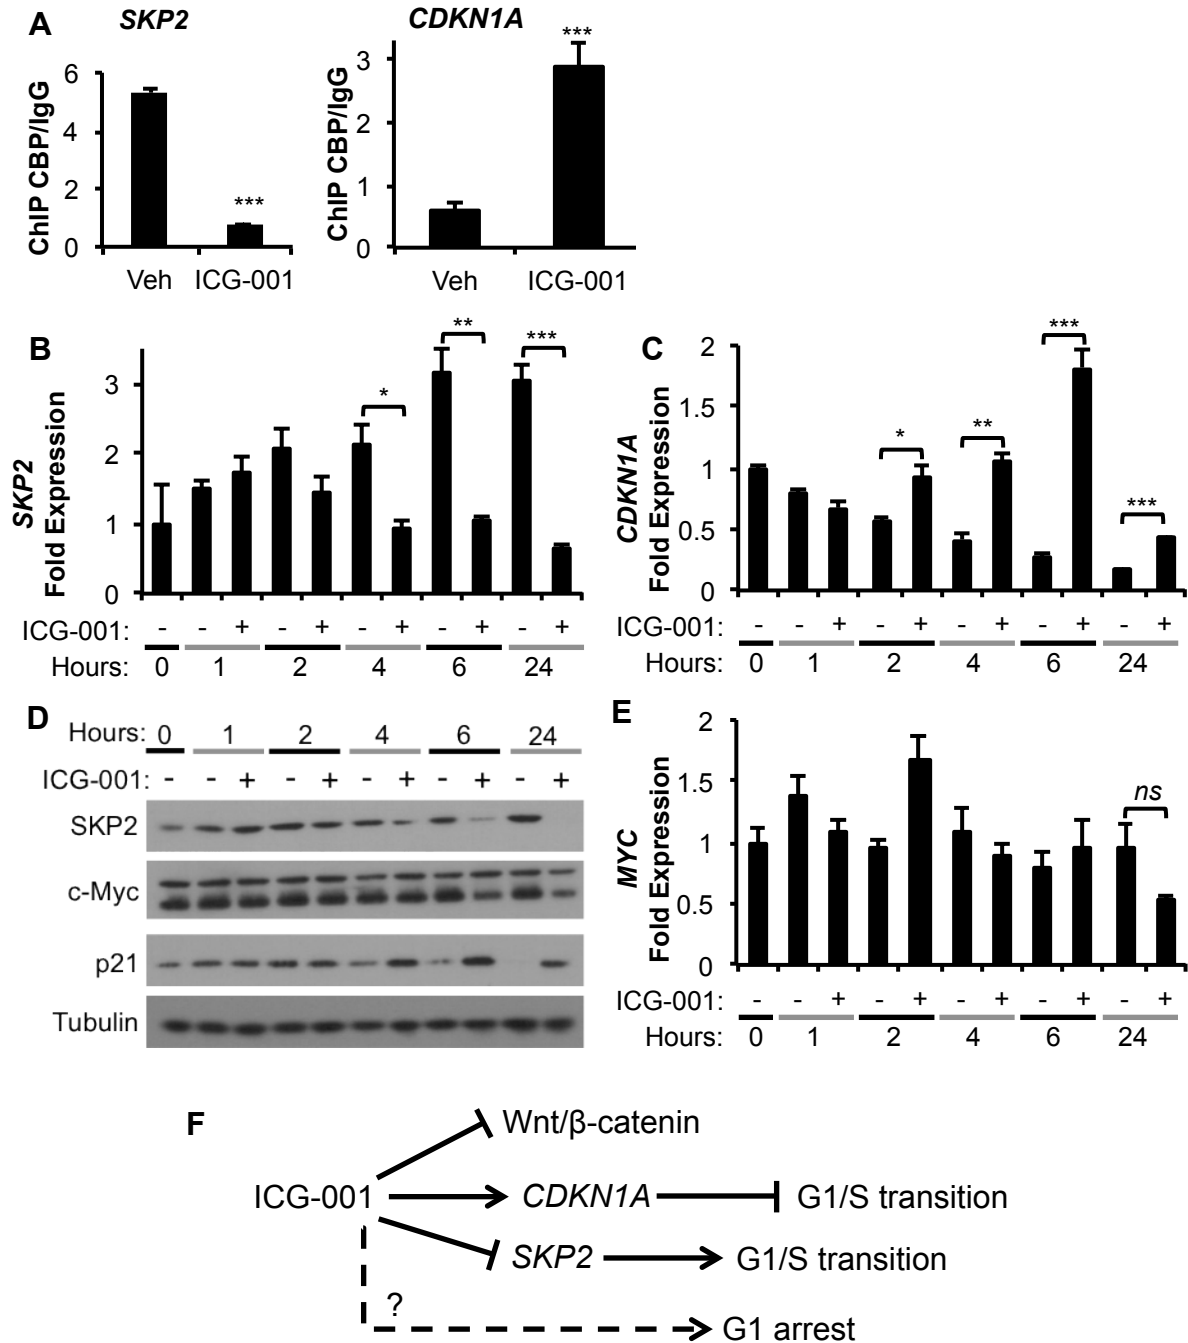 A
SKP2
ChIP CBP/IgG
6
4
2
0
***
Veh ICG-001
CDKN1A
ChIP CBP/IgG
3
2
1
0
***
Veh ICG-001
B
SKP2
Fold Expression
3
2
1
0
* ** ***
ICG-001: - - + - + - + - + - +
Hours: 0 1 2 4 6 24
C
CDKN1A
Fold Expression
2
1.5
1
0.5
0
* ** *** ***
ICG-001: - - + - + - + - + - +
Hours: 0 1 2 4 6 24
D
Hours: 0 1 2 4 6 24
ICG-001: - - + - + - + - + - +
SKP2
c-Myc
p21
Tubulin
E
MYC
Fold Expression
2
1.5
1
0.5
0
ns
ICG-001: - - + - + - + - + - +
Hours: 0 1 2 4 6 24
F
Wnt/β-catenin
ICG-001 CDKN1A G1/S transition
SKP2 G1/S transition
?
G1 arrest